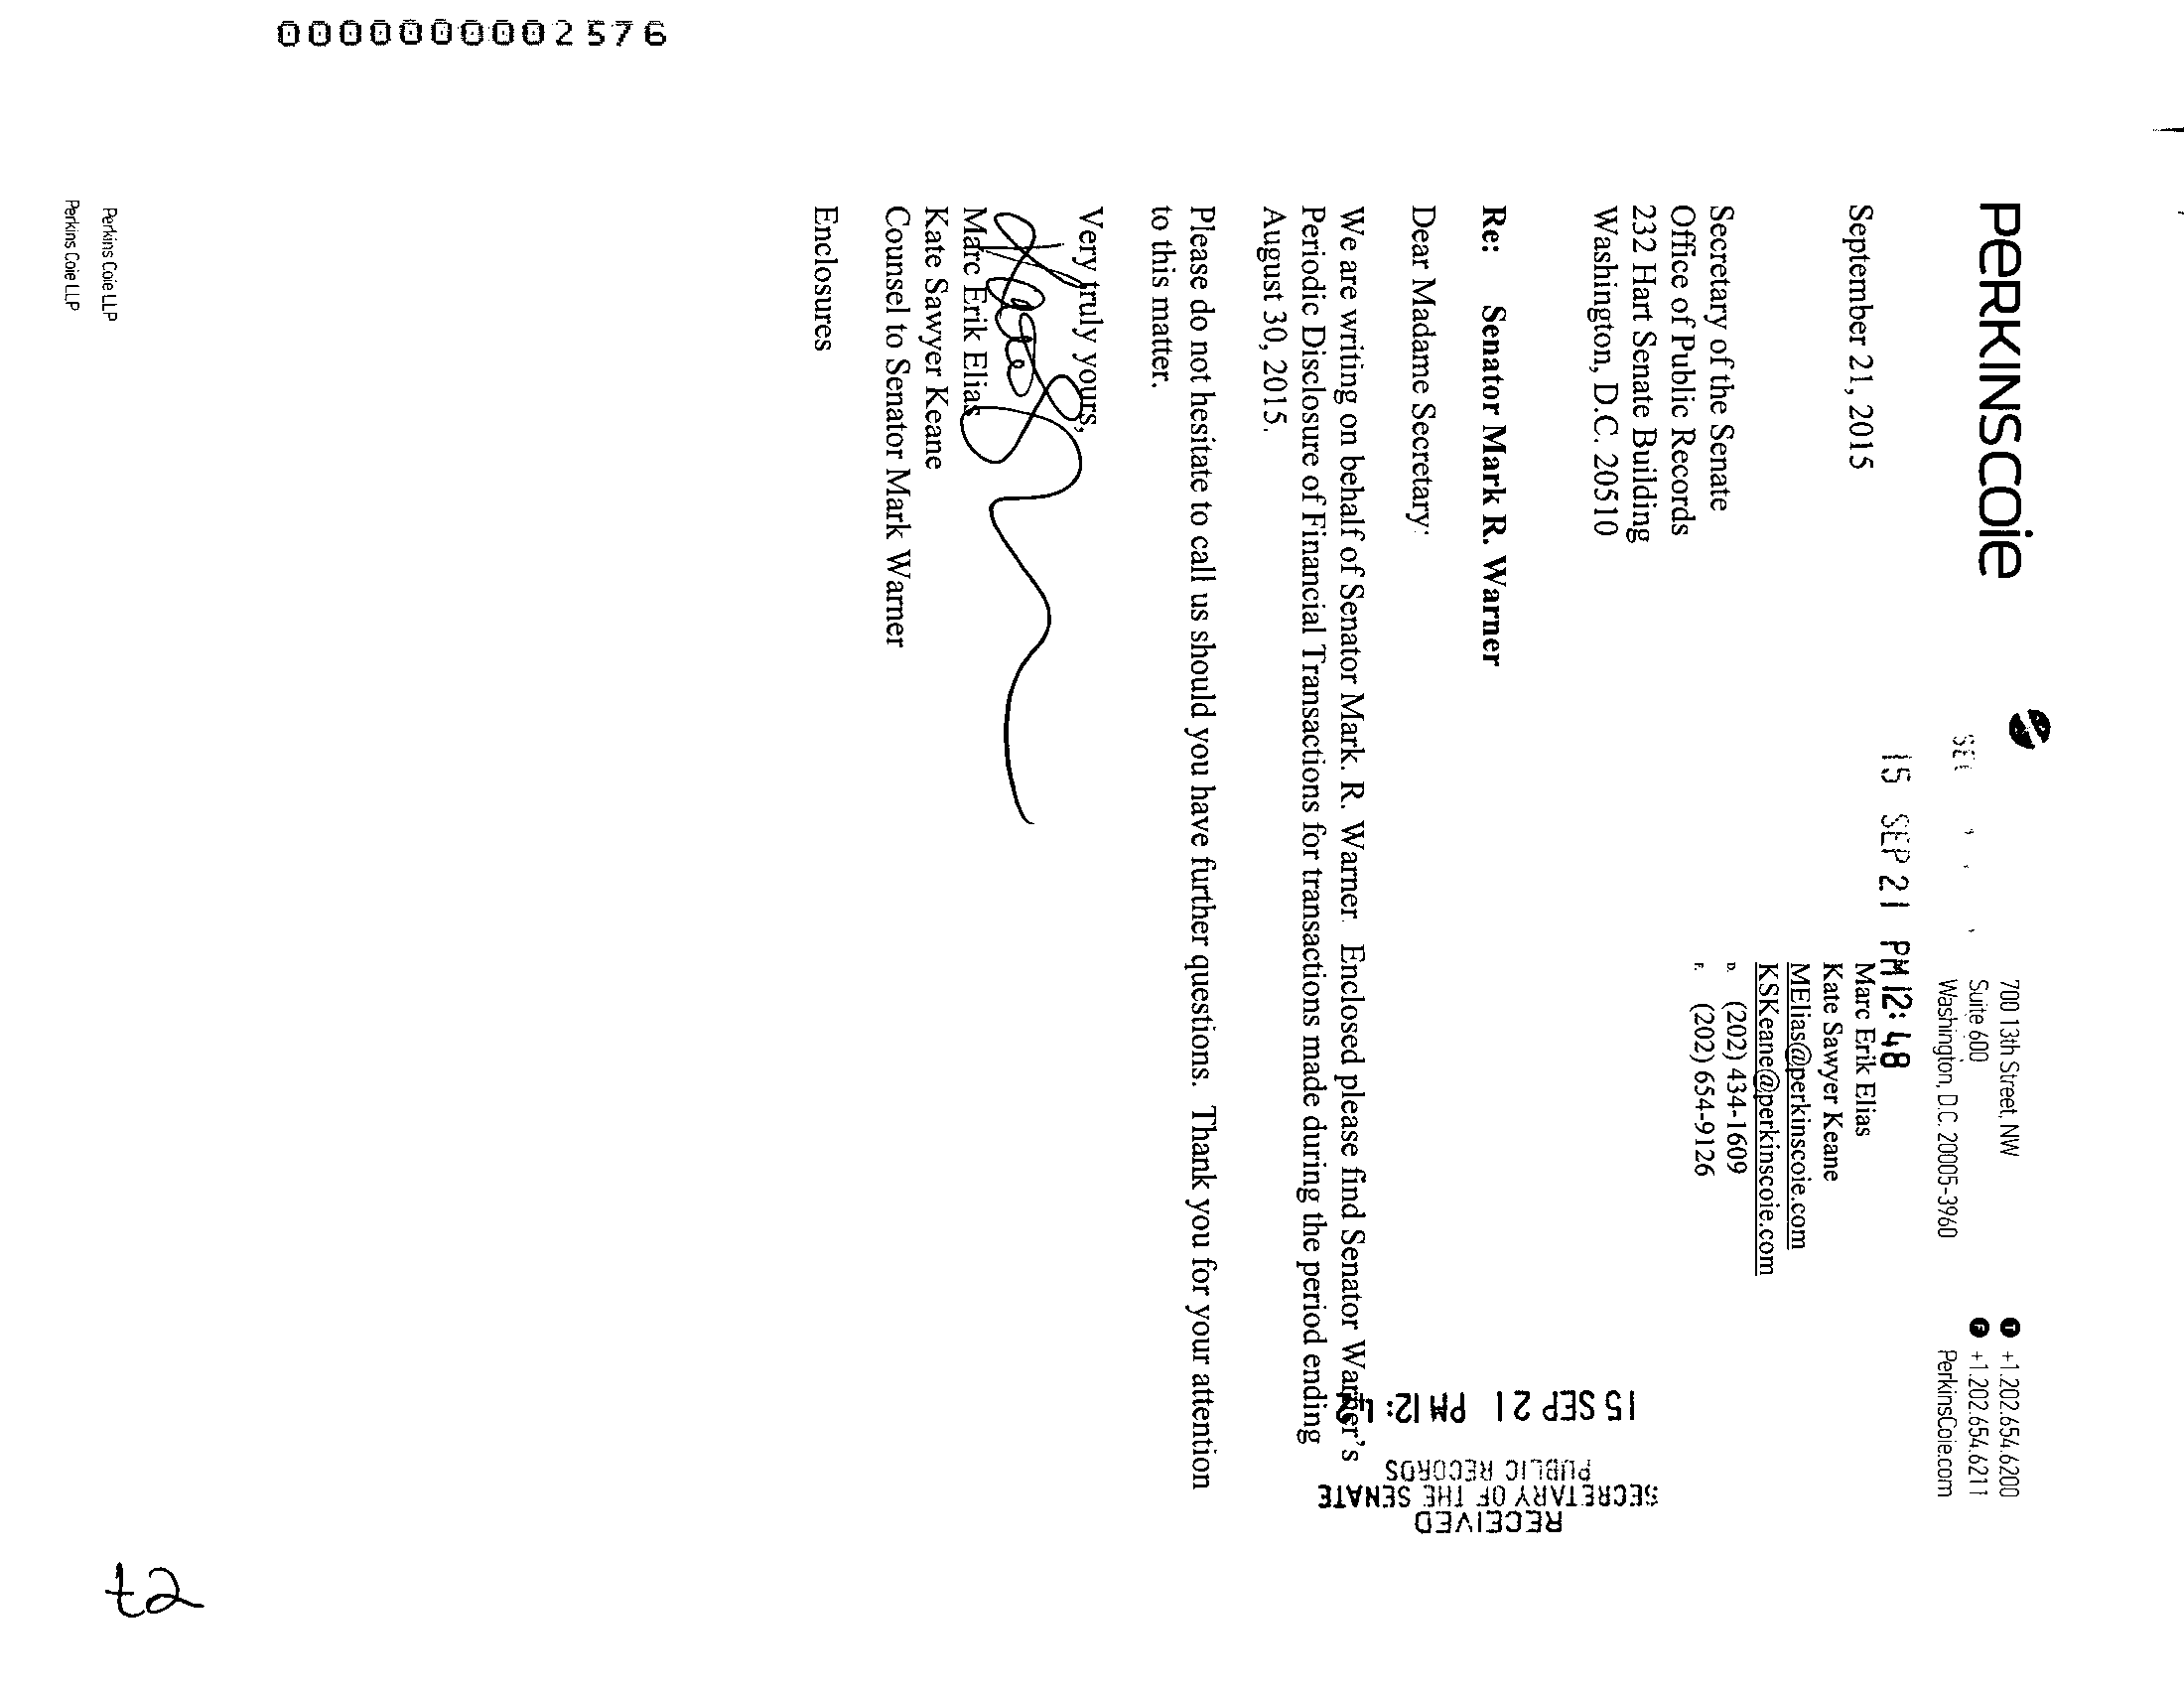 0000000002576
PERKINSCOIE
700 13th Street, NW
Suite 600
Washington, D.C. 20005-3960
T +1.202.654.6200
F +1.202.654.6211
PerkinsCoie.com
15 SEP 21 PM 12:48
September 21, 2015
Marc Erik Elias
Kate Sawyer Keane
MElias@perkinscoie.com
KSKeane@perkinscoie.com
D. (202) 434-1609
F. (202) 654-9126
Secretary of the Senate
Office of Public Records
232 Hart Senate Building
Washington, D.C. 20510
RECEIVED
SECRETARY OF THE SENATE
PUBLIC RECORDS
15 SEP 21 PM 12:
Re: Senator Mark R. Warner
Dear Madame Secretary:
We are writing on behalf of Senator Mark. R. Warner. Enclosed please find Senator Warner's
Periodic Disclosure of Financial Transactions for transactions made during the period ending
August 30, 2015.
Please do not hesitate to call us should you have further questions. Thank you for your attention
to this matter.
Very truly yours,
Marc Erik Elias
Kate Sawyer Keane
Counsel to Senator Mark Warner
Enclosures
Perkins Coie LLP
Perkins Coie LLP